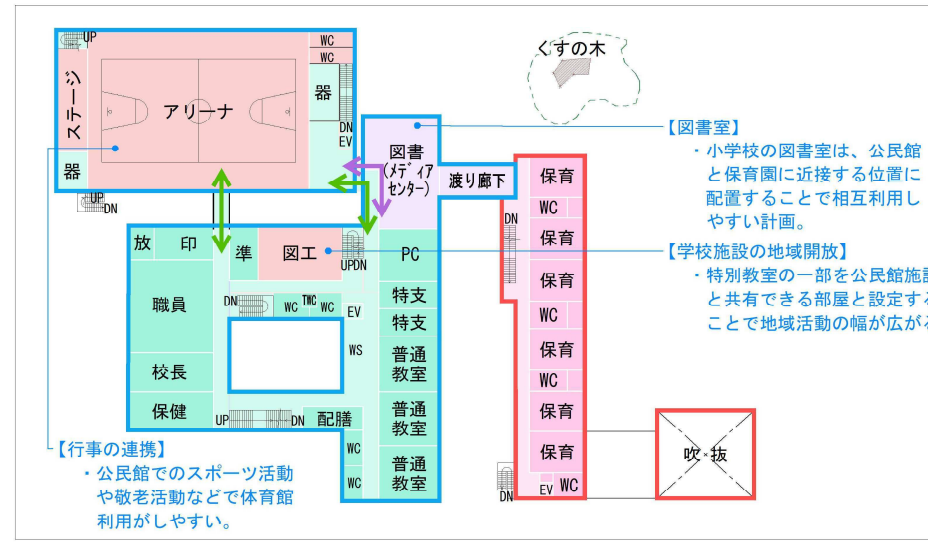 UP
WC
WC
ステージ
アリーナ
器
DN
EV
器
UP
DN
くすの木
図書
(メディア
センター)
渡り廊下
【図書室】
・小学校の図書室は、公民館
と保育園に近接する位置に
配置することで相互利用し
やすい計画。
【学校施設の地域開放】
・特別教室の一部を公民館施設
と共有できる部屋と設定する
ことで地域活動の幅が広がる
放
印
準
図工
UPDN
PC
職員
DN
WC
TWC
WC
EV
特支
特支
WS
普通
教室
校長
保健
UP
DN
配膳
普通
教室
WC
WC
普通
教室
保育
WC
DN
保育
保育
WC
保育
WC
保育
保育
DN
EV
WC
吹抜
【行事の連携】
・公民館でのスポーツ活動
や敬老活動などで体育館
利用がしやすい。